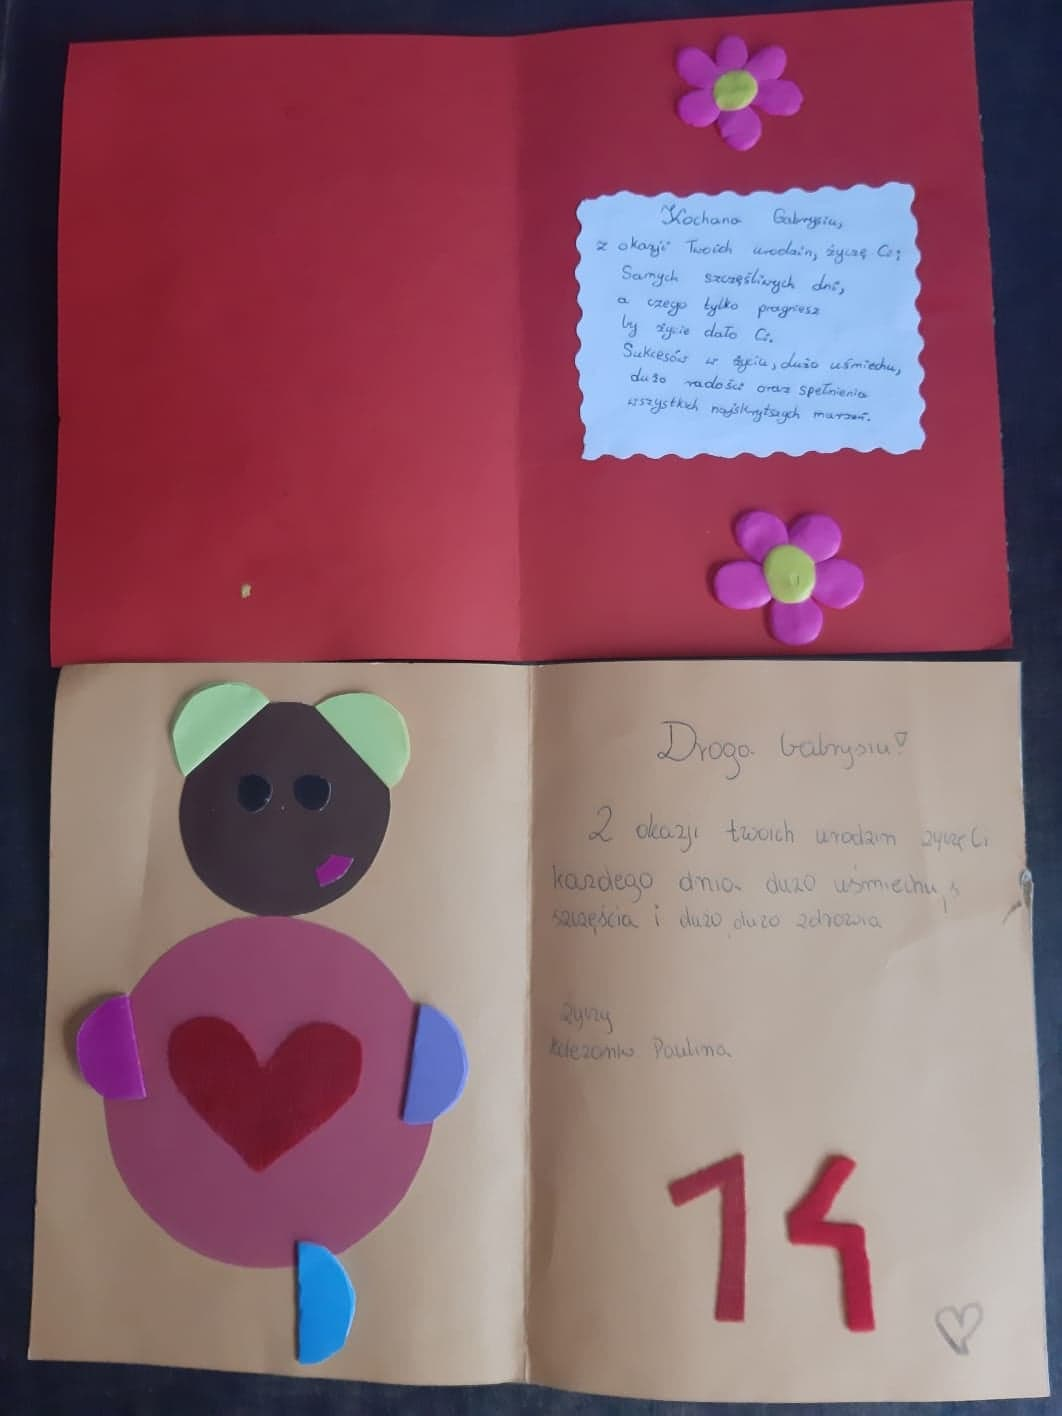 Kochana Gabrysiu,
z okazji Twoich urodzin, życzę Ci;
Samych szczęśliwych dni,
a czego tylko pragniesz
by życie dało Ci.
Sukcesów w życiu, dużo uśmiechu,
dużo radości oraz spełnienia
wszystkich najskrytszych marzeń.
Droga Gabrysiu!
Z okazji twoich urodzin życzę Ci
każdego dnia dużo uśmiechu,
szczęścia i dużo, dużo zdrowia
życzy
Paulina
14